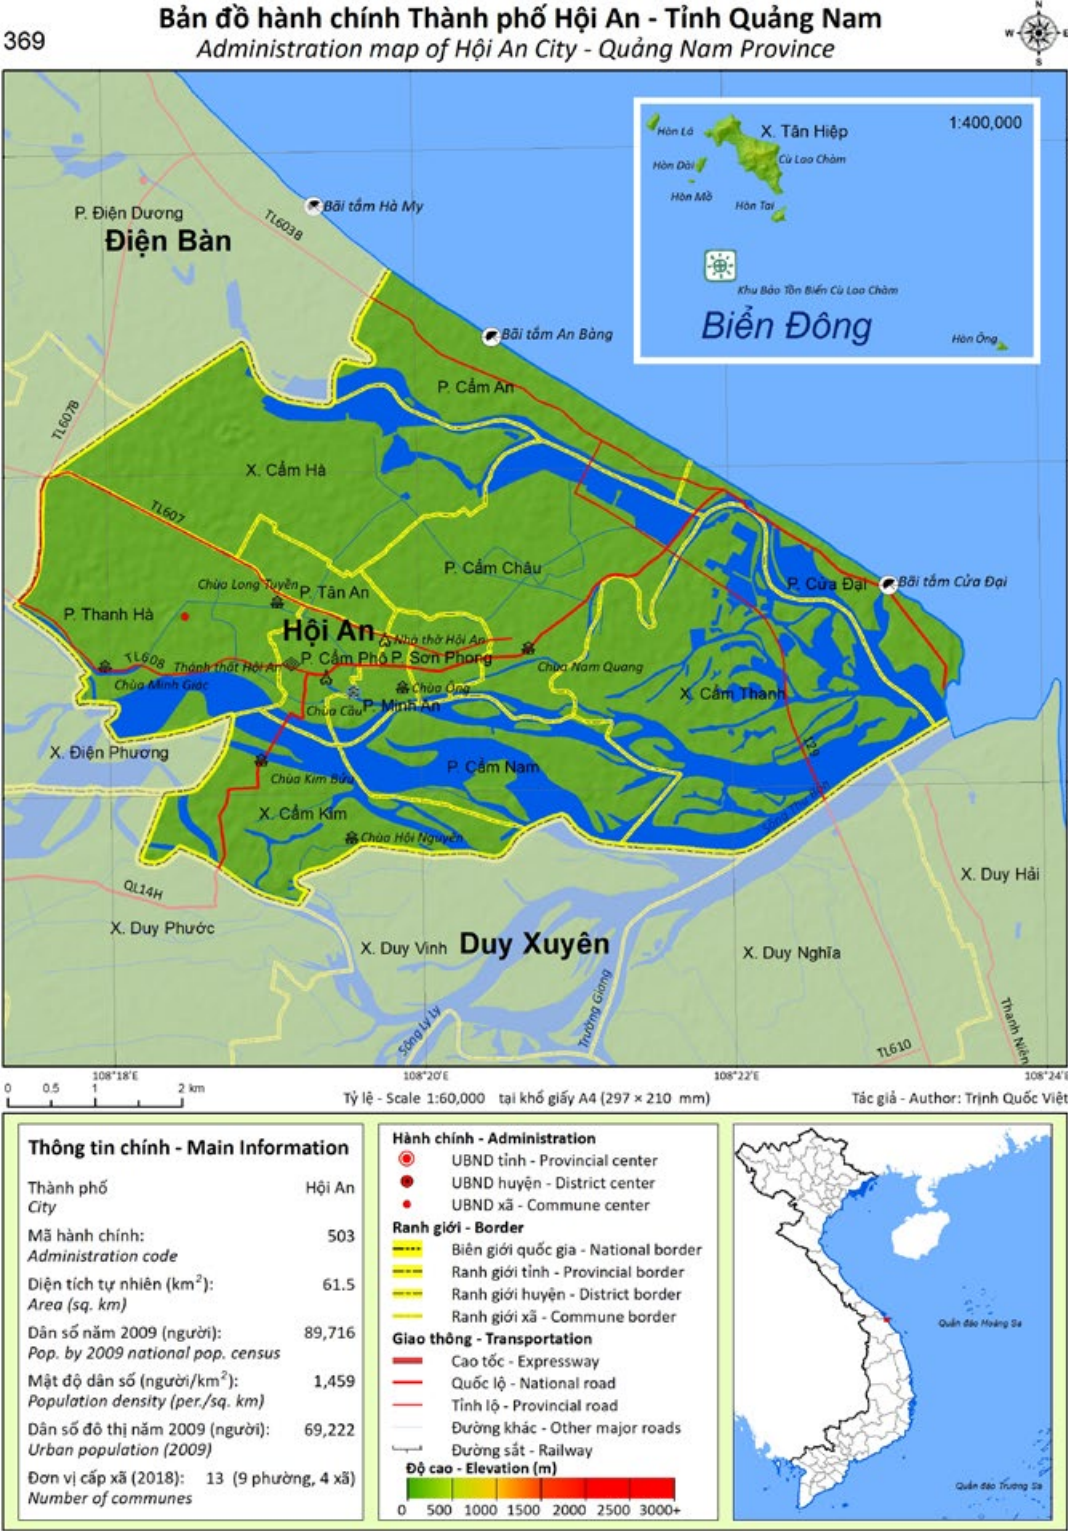 Bản đồ hành chính Thành phố Hội An - Tỉnh Quảng Nam
369
Administration map of Hội An City - Quảng Nam Province
N
W
E
S
X. Tân Hiệp
1:400,000
Hòn Lá
Cù Lao Chàm
Hòn Dài
Hòn Mồ
Hòn Tai
Khu Bảo Tồn Biển Cù Lao Chàm
Biển Đông
Hòn Ông
P. Điện Dương
TL603B
Bãi tắm Hà My
Điện Bàn
Bãi tắm An Bàng
P. Cẩm An
TL607B
X. Cẩm Hà
TL607
P. Cẩm Châu
Chùa Long Tuyền
P. Tân An
P. Cửa Đại
Bãi tắm Cửa Đại
P. Thanh Hà
Hội An
Nhà thờ Hội An
TL608
Thánh thất Hội An
P. Cẩm Phô
P. Sơn Phong
Chùa Nam Quang
Chùa Minh Giác
Chùa Ông
X. Cẩm Thanh
Chùa Cầu
P. Minh An
X. Điện Phương
129
P. Cẩm Nam
Chùa Kim Bửu
X. Cẩm Kim
Chùa Hội Nguyên
QL14H
X. Duy Hải
X. Duy Phước
X. Duy Vinh
Duy Xuyên
X. Duy Nghĩa
Sông Ly Ly
Trường Giang
Thanh Niên
TL610
108°18'E
108°20'E
108°22'E
108°24'E
0 0.5 1 2 km
Tỷ lệ - Scale 1:60,000 tại khổ giấy A4 (297 × 210 mm)
Tác giả - Author: Trịnh Quốc Việt
Thông tin chính - Main Information
Thành phố Hội An
City
Mã hành chính: 503
Administration code
Diện tích tự nhiên (km²): 61.5
Area (sq. km)
Dân số năm 2009 (người): 89,716
Pop. by 2009 national pop. census
Mật độ dân số (người/km²): 1,459
Population density (per./sq. km)
Dân số đô thị năm 2009 (người): 69,222
Urban population (2009)
Đơn vị cấp xã (2018): 13 (9 phường, 4 xã)
Number of communes
Hành chính - Administration
UBND tỉnh - Provincial center
UBND huyện - District center
UBND xã - Commune center
Ranh giới - Border
Biên giới quốc gia - National border
Ranh giới tỉnh - Provincial border
Ranh giới huyện - District border
Ranh giới xã - Commune border
Giao thông - Transportation
Cao tốc - Expressway
Quốc lộ - National road
Tỉnh lộ - Provincial road
Đường khác - Other major roads
Đường sắt - Railway
Độ cao - Elevation (m)
0 500 1000 1500 2000 2500 3000+
Quần đảo Hoàng Sa
Quần đảo Trường Sa